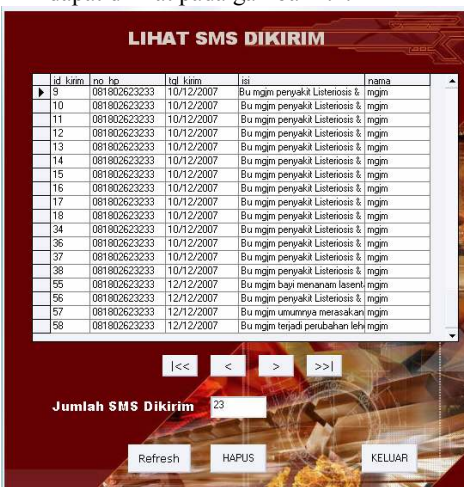 LIHAT SMS DIKIRIM
id_kirim no_hp tgl_kirim isi nama
9 081802623233 10/12/2007 Bu mgjm penyakit Listeriosis & mgjm
10 081802623233 10/12/2007 Bu mgjm penyakit Listeriosis & mgjm
11 081802623233 10/12/2007 Bu mgjm penyakit Listeriosis & mgjm
12 081802623233 10/12/2007 Bu mgjm penyakit Listeriosis & mgjm
13 081802623233 10/12/2007 Bu mgjm penyakit Listeriosis & mgjm
14 081802623233 10/12/2007 Bu mgjm penyakit Listeriosis & mgjm
15 081802623233 10/12/2007 Bu mgjm penyakit Listeriosis & mgjm
16 081802623233 10/12/2007 Bu mgjm penyakit Listeriosis & mgjm
17 081802623233 10/12/2007 Bu mgjm penyakit Listeriosis & mgjm
18 081802623233 10/12/2007 Bu mgjm penyakit Listeriosis & mgjm
34 081802623233 10/12/2007 Bu mgjm penyakit Listeriosis & mgjm
36 081802623233 10/12/2007 Bu mgjm penyakit Listeriosis & mgjm
37 081802623233 10/12/2007 Bu mgjm penyakit Listeriosis & mgjm
38 081802623233 10/12/2007 Bu mgjm penyakit Listeriosis & mgjm
55 081802623233 12/12/2007 Bu mgjm bayi menanam lasent mgjm
56 081802623233 12/12/2007 Bu mgjm penyakit Listeriosis & mgjm
57 081802623233 12/12/2007 Bu mgjm umumnya merasakan mgjm
58 081802623233 12/12/2007 Bu mgjm terjadi perubahan leh mgjm
|<< < > >>|
Jumlah SMS Dikirim 23
Refresh HAPUS KELUAR